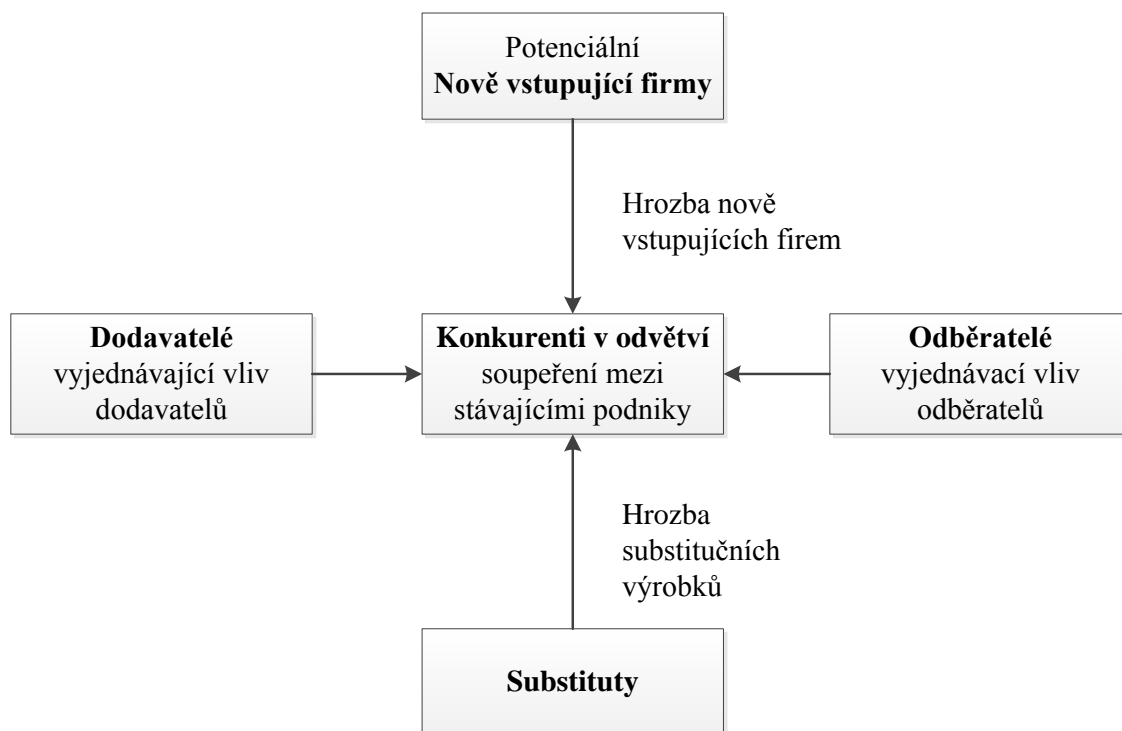 Potenciální
Nově vstupující firmy
Hrozba nově
vstupujících firem
Dodavatelé
vyjednávající vliv
dodavatelů
Konkurenti v odvětví
soupeření mezi
stávajícími podniky
Odběratelé
vyjednávací vliv
odběratelů
Hrozba
substitučních
výrobků
Substituty